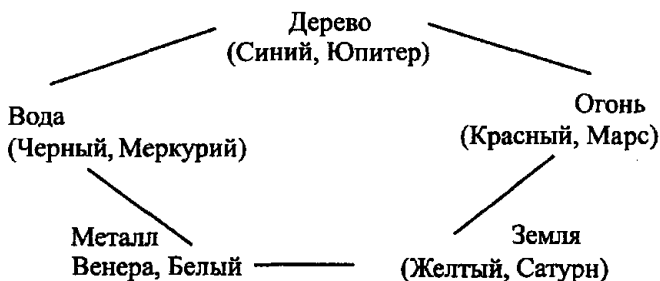 Дерево
(Синий, Юпитер)
Вода
(Черный, Меркурий)
Огонь
(Красный, Марс)
Металл
Венера, Белый
Земля
(Желтый, Сатурн)